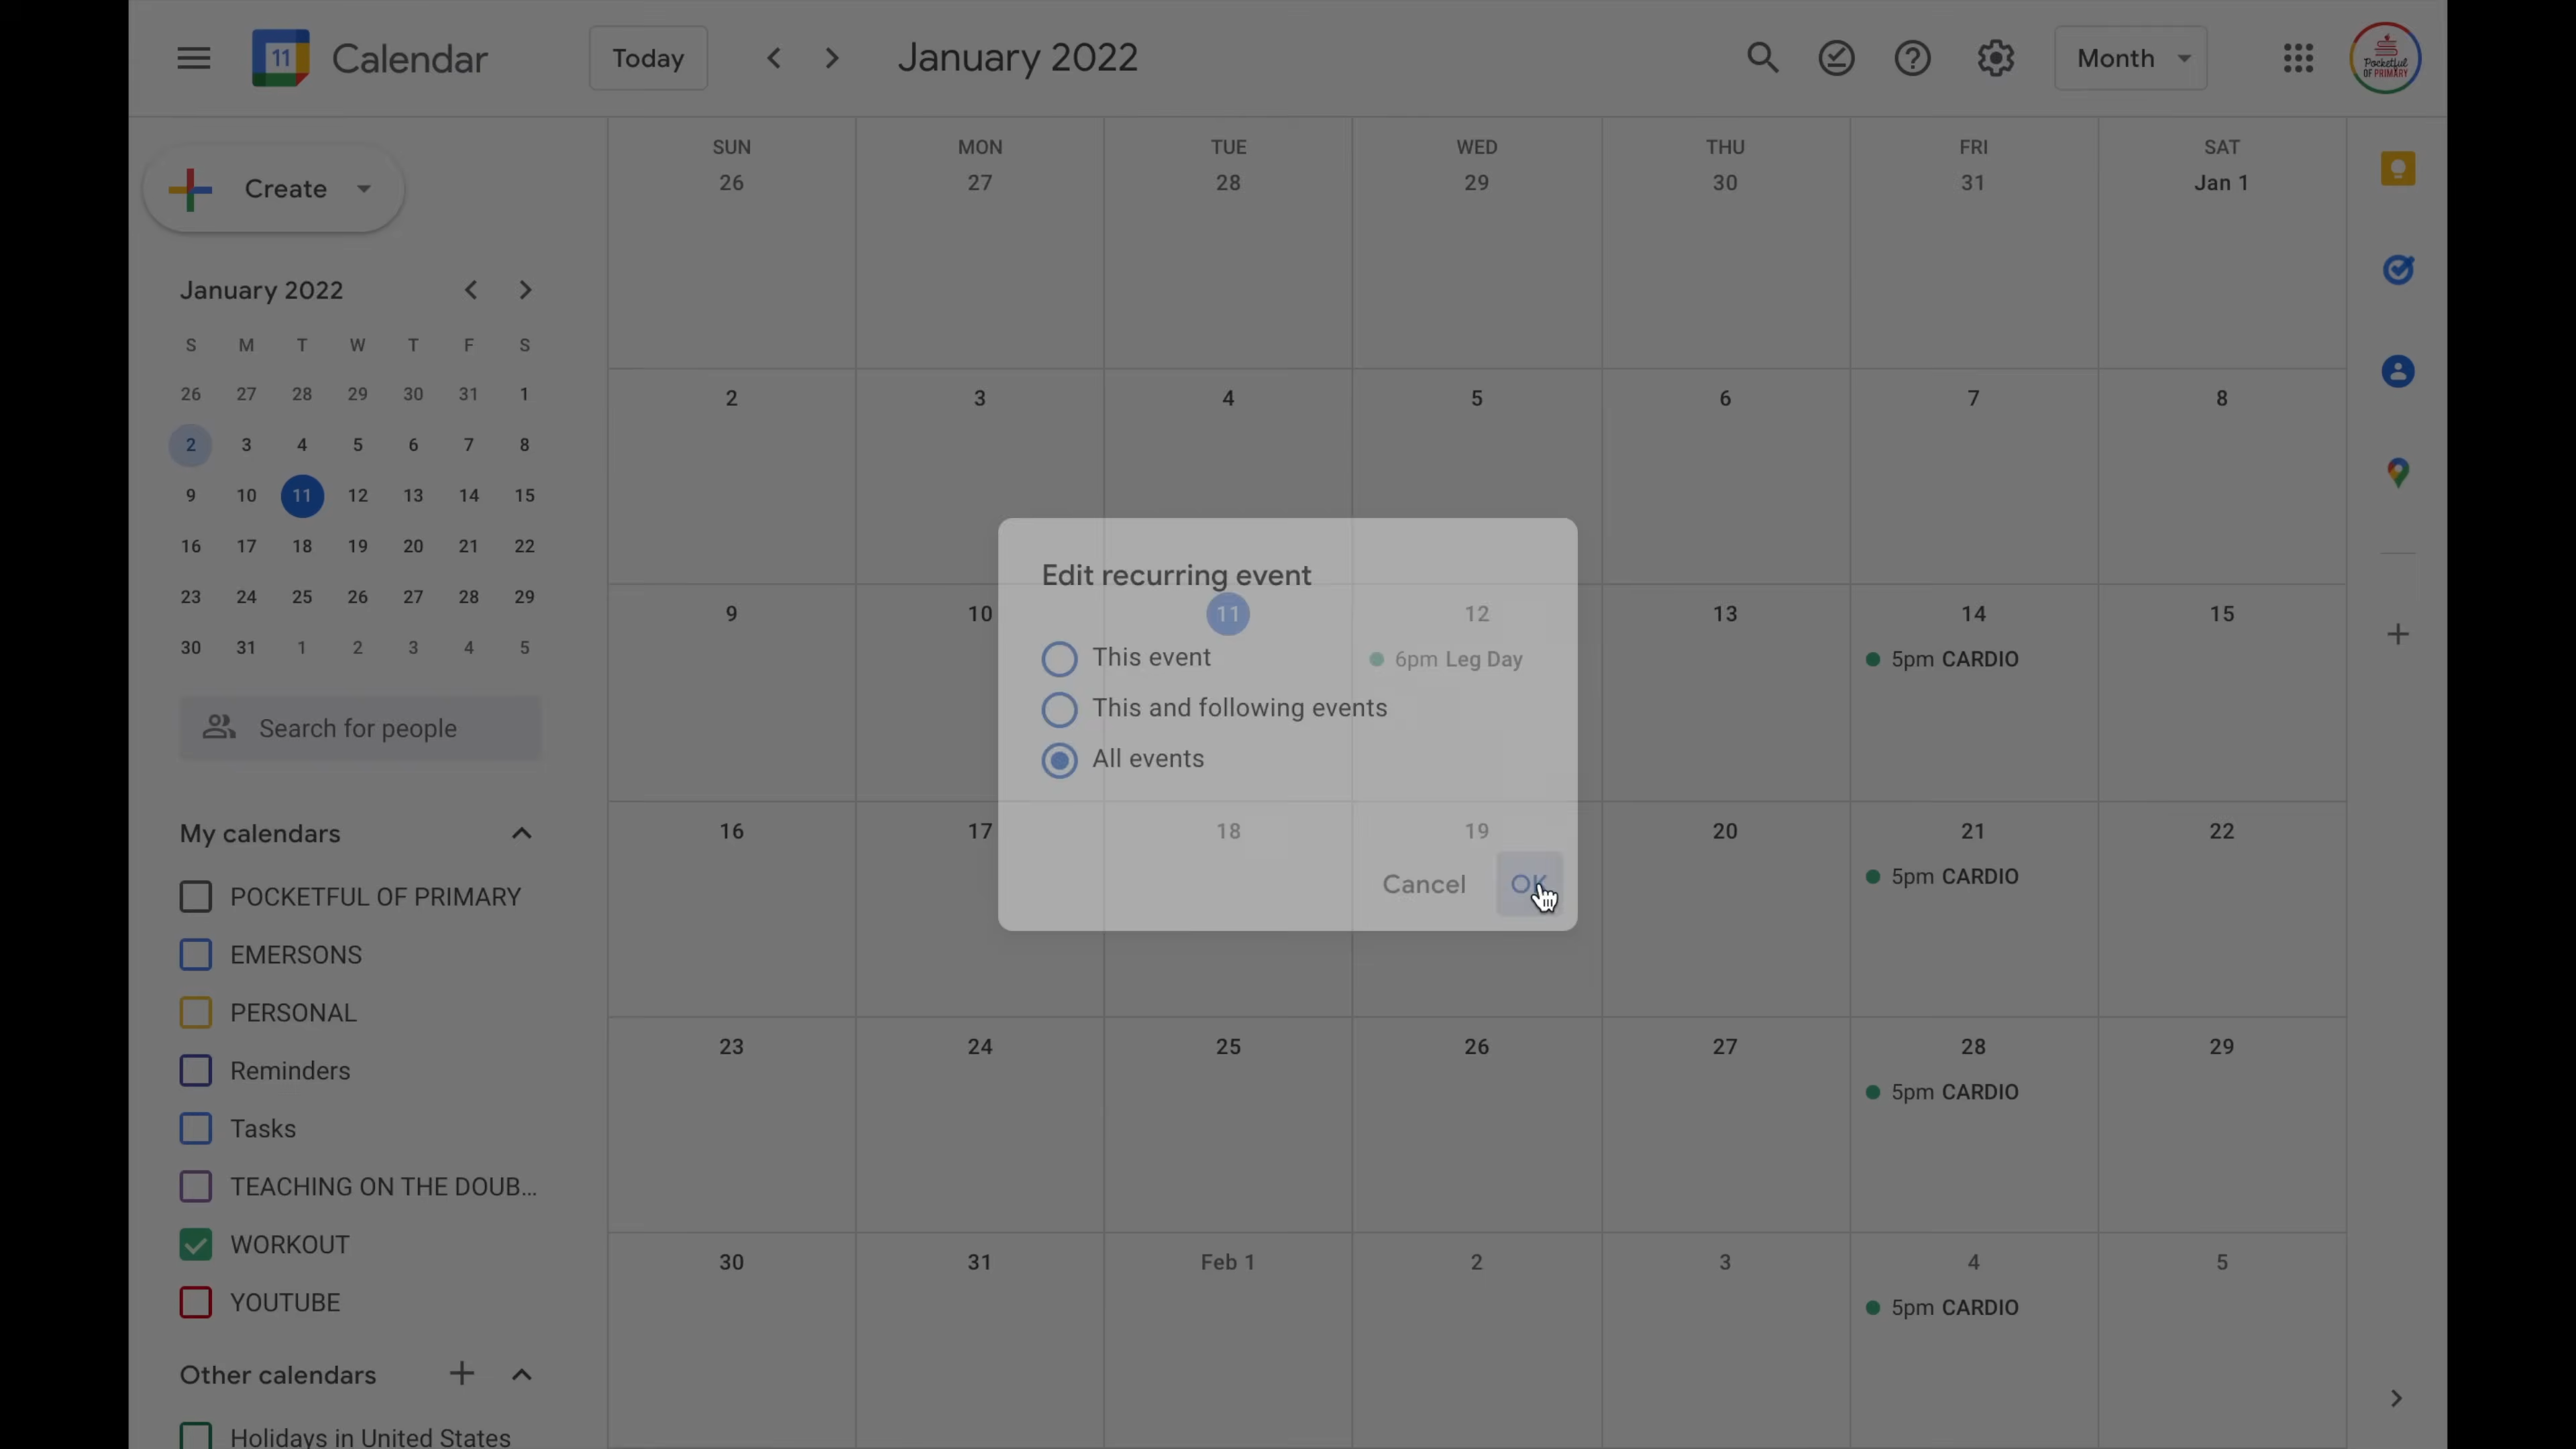 11 Calendar Today January 2022 Month Pocketful OF PRIMARY
Create
January 2022
S M T W T F S
26 27 28 29 30 31 1
2 3 4 5 6 7 8
9 10 11 12 13 14 15
16 17 18 19 20 21 22
23 24 25 26 27 28 29
30 31 1 2 3 4 5
Search for people
My calendars
POCKETFUL OF PRIMARY
EMERSONS
PERSONAL
Reminders
Tasks
TEACHING ON THE DOUB...
WORKOUT
YOUTUBE
Other calendars
Holidays in United States
SUN MON TUE WED THU FRI SAT
26 27 28 29 30 31 Jan 1
2 3 4 5 6 7 8
9 10 11 12 13 14 15
6pm Leg Day 5pm CARDIO
16 17 18 19 20 21 22
5pm CARDIO
23 24 25 26 27 28 29
5pm CARDIO
30 31 Feb 1 2 3 4 5
5pm CARDIO
Edit recurring event
This event
This and following events
All events
Cancel OK